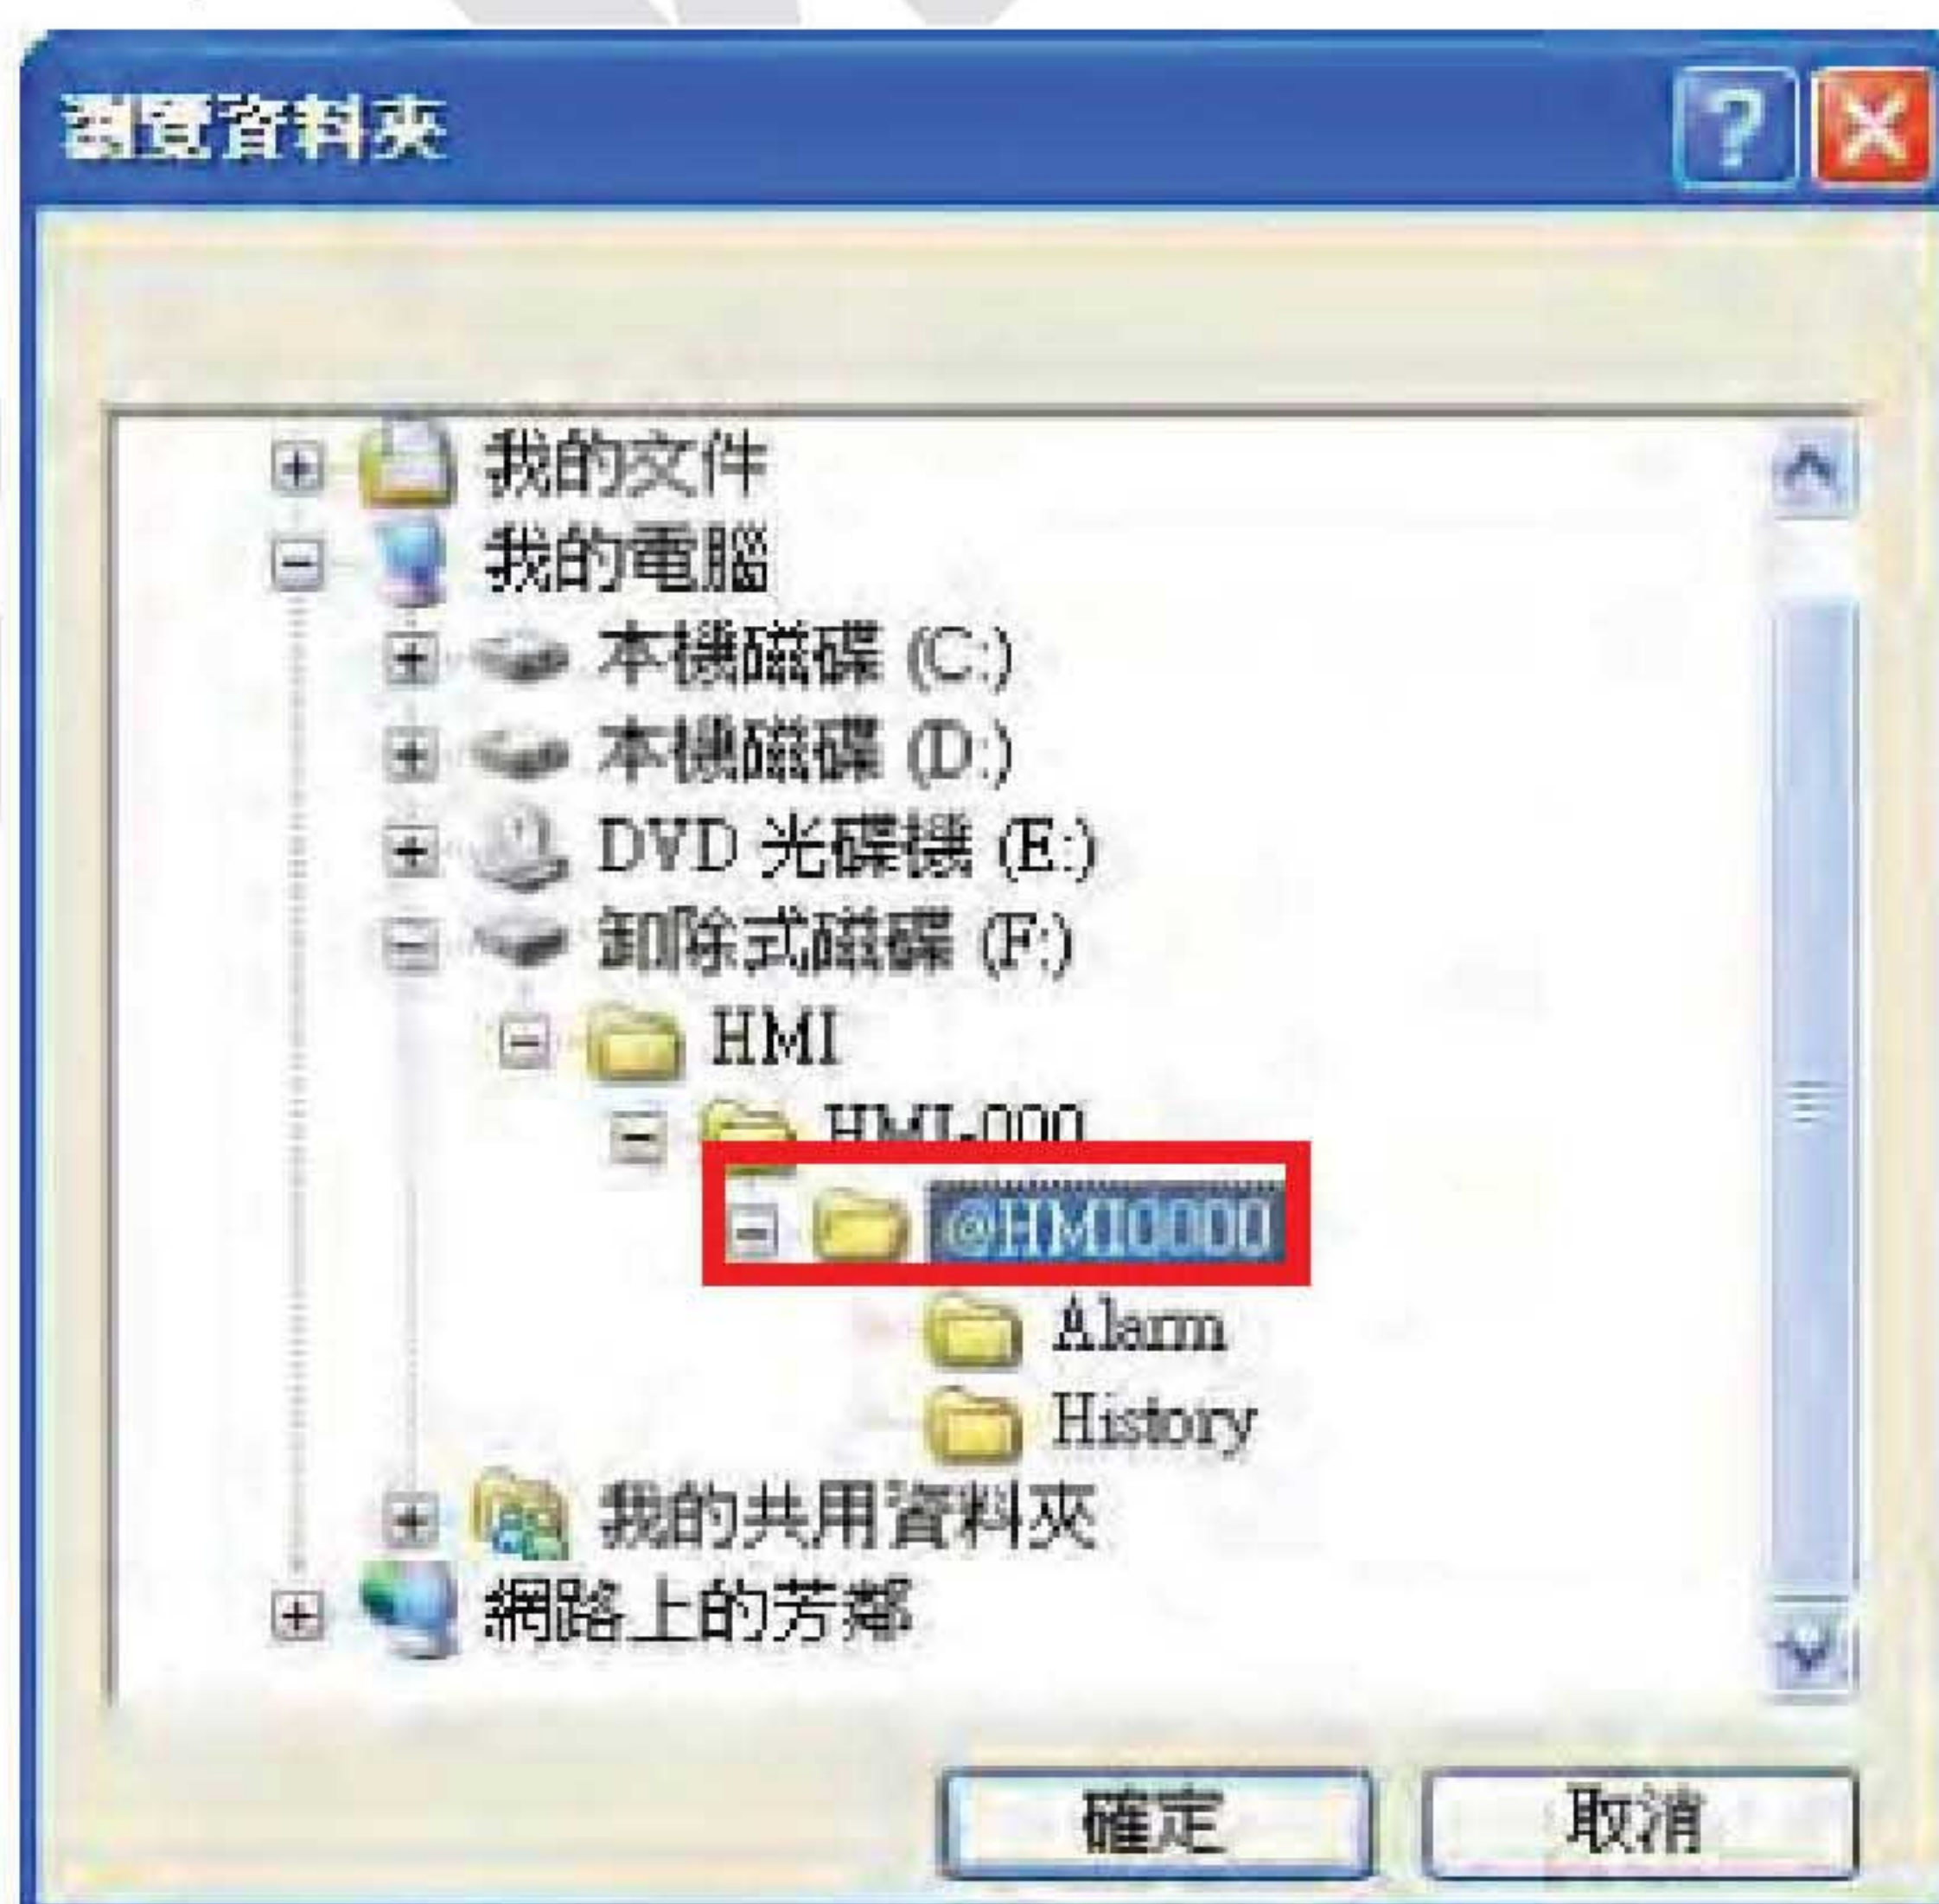 瀏覽資料夾
我的文件
我的電腦
本機磁碟 (C:)
本機磁碟 (D:)
DVD 光碟機 (E:)
卸除式磁碟 (F:)
HMI
HMI-000
@HMI0000
Alarm
History
我的共用資料夾
網路上的芳鄰
確定
取消